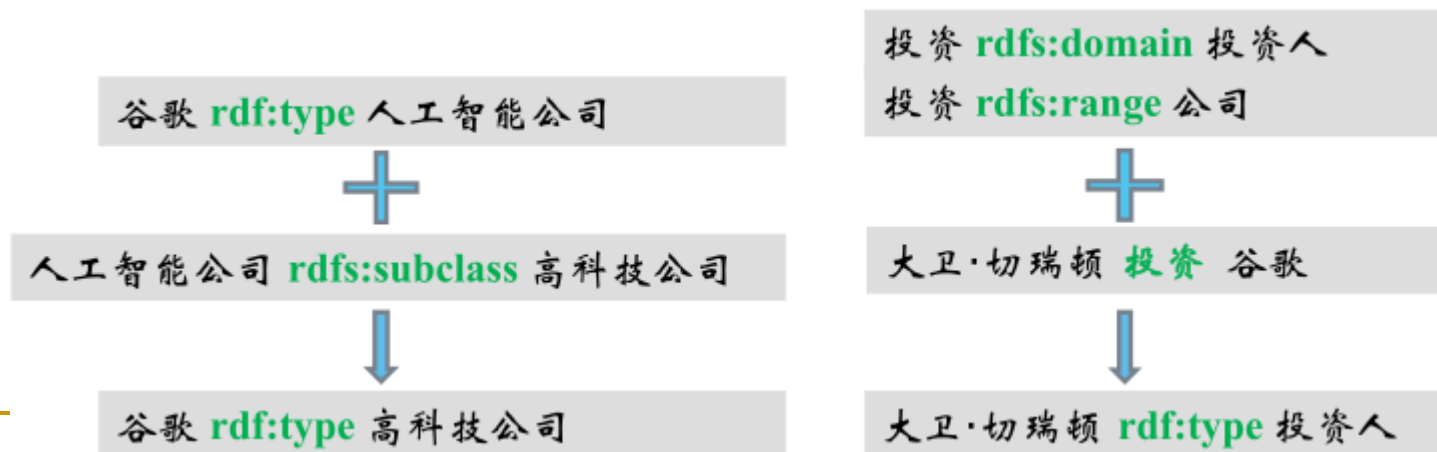 谷歌 rdf:type 人工智能公司
人工智能公司 rdfs:subclass 高科技公司
谷歌 rdf:type 高科技公司
投资 rdfs:domain 投资人
投资 rdfs:range 公司
大卫·切瑞顿 投资 谷歌
大卫·切瑞顿 rdf:type 投资人